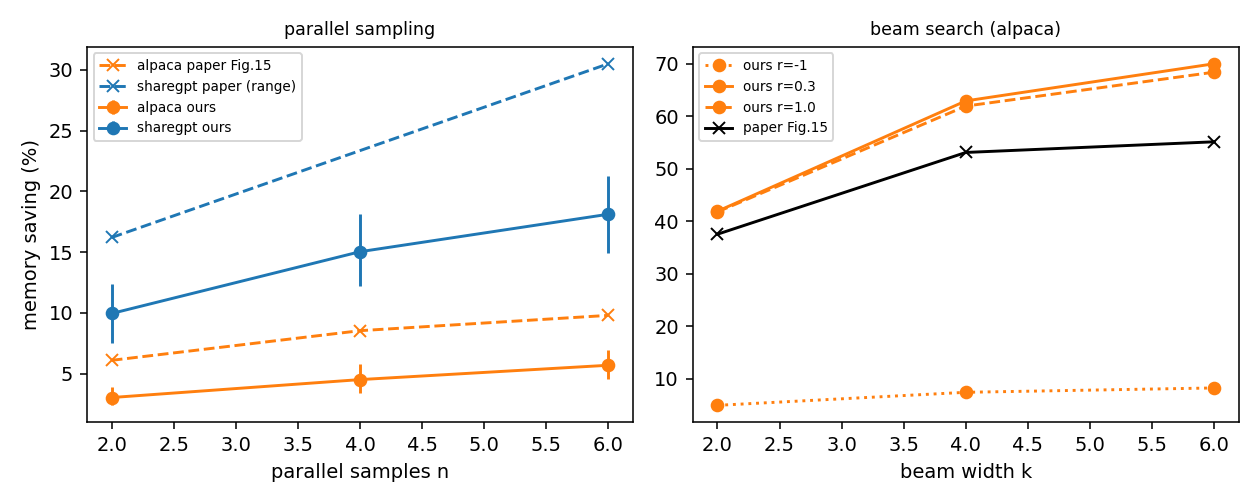 parallel sampling
alpaca paper Fig.15
sharegpt paper (range)
alpaca ours
sharegpt ours
memory saving (%)
30
25
20
15
10
5
2.0 2.5 3.0 3.5 4.0 4.5 5.0 5.5 6.0
parallel samples n
beam search (alpaca)
ours r=-1
ours r=0.3
ours r=1.0
paper Fig.15
70
60
50
40
30
20
10
2.0 2.5 3.0 3.5 4.0 4.5 5.0 5.5 6.0
beam width k